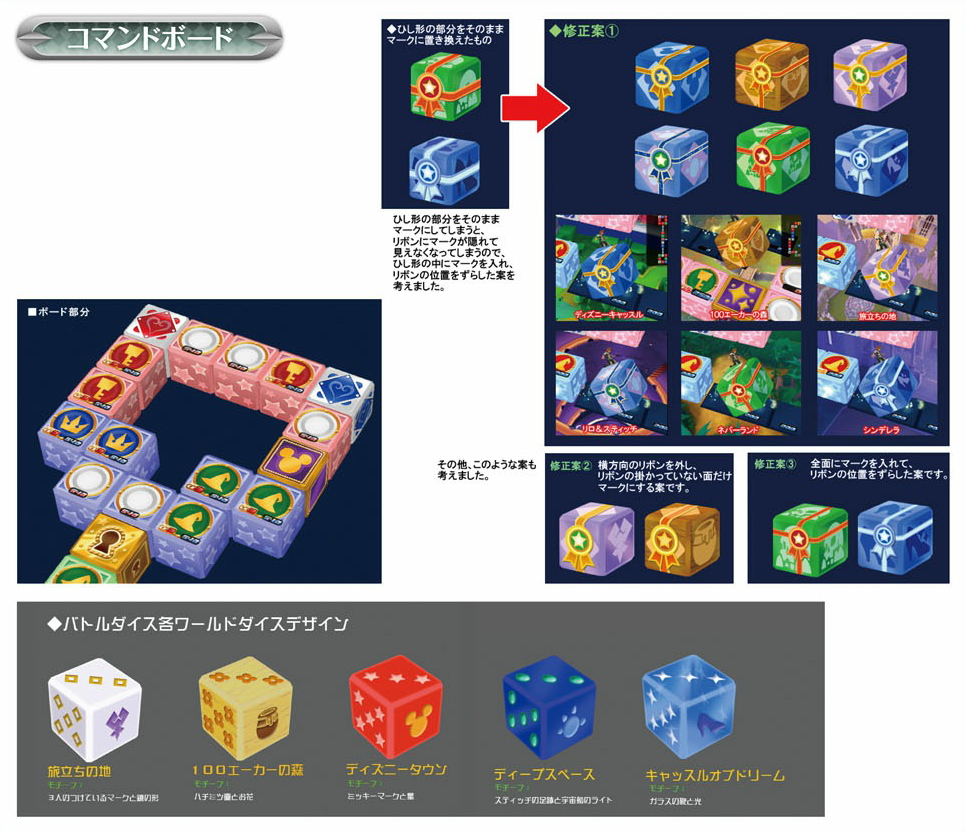 コマンドボード
◆ひし形の部分をそのまま
マークに置き換えたもの
◆修正案①
ひし形の部分をそのまま
マークにしてしまうと、
リボンにマークが隠れて
見えなくなってしまうので、
ひし形の中にマークを入れ、
リボンの位置をずらした案を
考えました。
ディズニーキャッスル
100エーカーの森
旅立ちの地
リロ&スティッチ
ネバーランド
シンデレラ
■ボード部分
その他、このような案も
考えました。
修正案②
横方向のリボンを外し、
リボンの掛かっていない面だけ
マークにする案です。
修正案③
全面にマークを入れて、
リボンの位置をずらした案です。
◆バトルダイス各ワールドダイスデザイン
旅立ちの地
モチーフ:
3人のつけているマークと鎧の形
100エーカーの森
モチーフ:
ハチミツ壷とお花
ディズニータウン
モチーフ:
ミッキーマークと星
ディープスペース
モチーフ:
スティッチの足跡と宇宙船のライト
キャッスルオブドリーム
モチーフ:
ガラスの靴と光